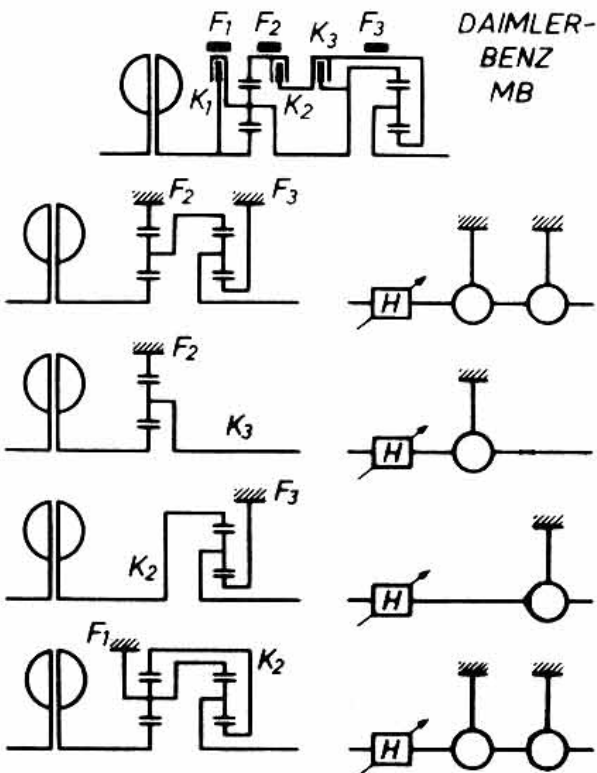 F1 F2 K3 F3 DAIMLER-
BENZ
MB
K1 K2
F2 F3
H
F2
K3
H
F3
K2
H
F1
K2
H